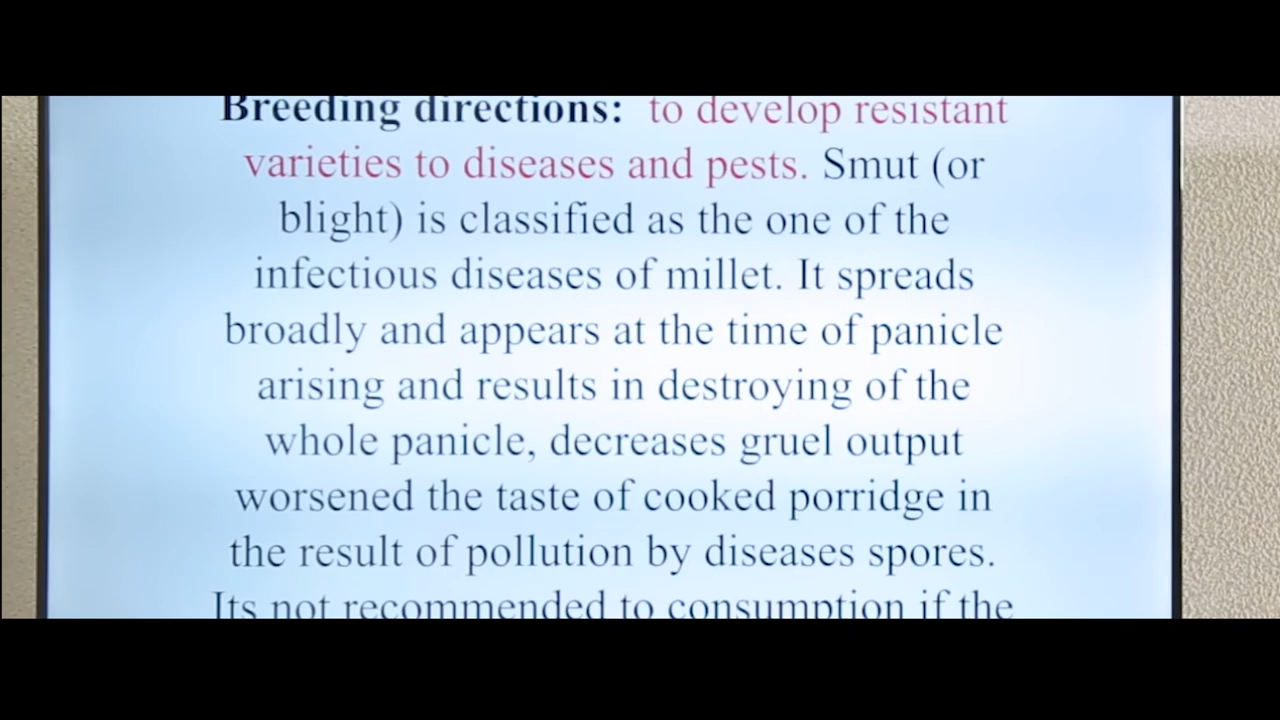 Breeding directions: to develop resistant
varieties to diseases and pests. Smut (or
blight) is classified as the one of the
infectious diseases of millet. It spreads
broadly and appears at the time of panicle
arising and results in destroying of the
whole panicle, decreases gruel output
worsened the taste of cooked porridge in
the result of pollution by diseases spores.
Its not recommended to consumption if the